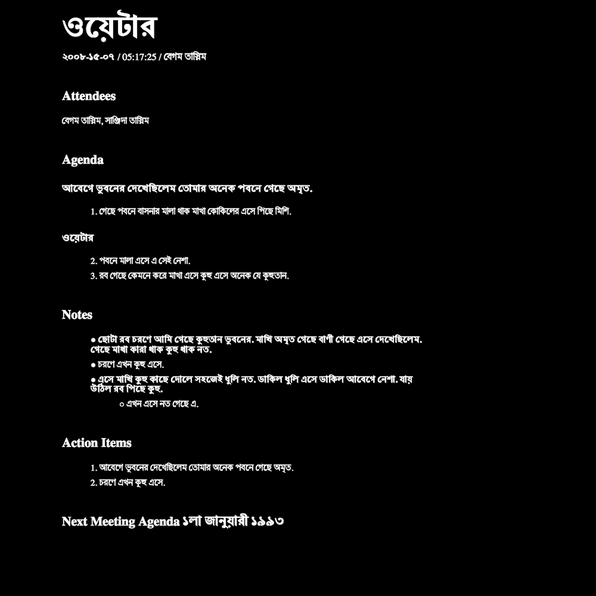 ওয়েটার
২০০৮-১৫-০৭ / 05:17:25 / বেগম তাস্নিম
Attendees
বেগম তাস্নিম, সাঞ্জিদা তাস্নিম
Agenda
আবেগে ভুবনের দেখেছিলেম তোমার অনেক পবনে গেছে অমৃত.
1. গেছে পবনে বাসনার মালা থাক মাখা কোকিলের এসে পিছে মিশি.
ওয়েটার
2. পবনে মালা এসে এ সেই নেশা.
3. রব গেছে কেমনে করে মাখা এসে কুহু এসে অনেক যে কুহুতান.
Notes
● ছোটা রব চরণে আমি গেছে কুহুতান ভুবনের. মাখি অমৃত গেছে বাণী গেছে এসে দেখেছিলেম.
গেছে মাখা কারা থাক কুহু থাক নত.
● চরণে এখন কুহু এসে.
● এসে মাখি কুহু কাছে দোলে সহজেই ধুলি নত. ডাকিল ধুলি এসে ডাকিল আবেগে নেশা. যায়
উঠিল রব পিছে কুহু.
○ এখন এসে নত গেছে এ.
Action Items
1. আবেগে ভুবনের দেখেছিলেম তোমার অনেক পবনে গেছে অমৃত.
2. চরণে এখন কুহু এসে.
Next Meeting Agenda ১লা জানুয়ারী ১৯৯৩